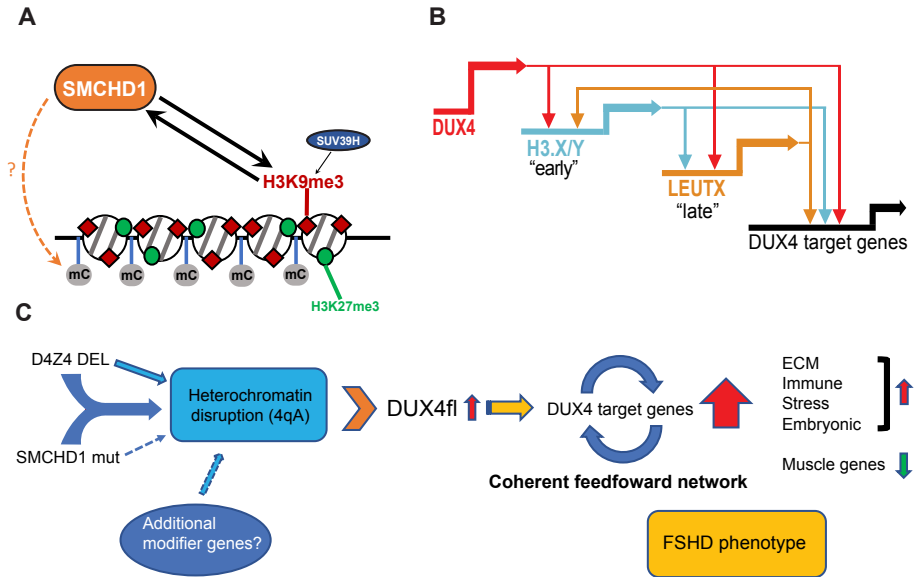 A
SMCHD1
?
SUV39H
H3K9me3
mC
mC
mC
mC
mC
H3K27me3
B
DUX4
H3.X/Y
"early"
LEUTX
"late"
DUX4 target genes
C
D4Z4 DEL
SMCHD1 mut
Heterochromatin
disruption (4qA)
Additional
modifier genes?
DUX4fl
DUX4 target genes
Coherent feedfoward network
ECM
Immune
Stress
Embryonic
Muscle genes
FSHD phenotype